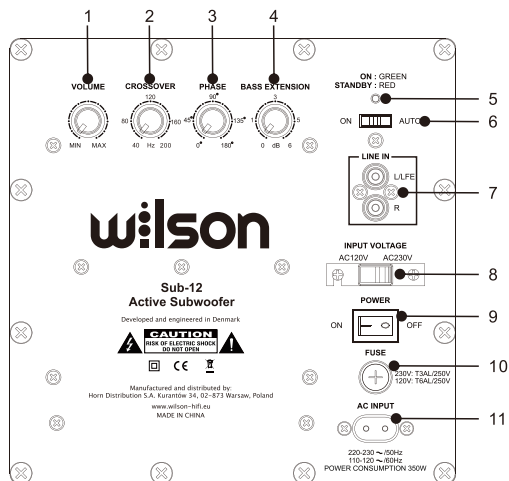 1 2 3 4
VOLUME CROSSOVER PHASE BASS EXTENSION
MIN MAX
120
80 160
40 Hz 200
90°
45° 135°
0° 180°
3
1 5
0 dB 6
ON : GREEN
STANDBY : RED
5
ON AUTO 6
LINE IN
L/LFE
R
7
INPUT VOLTAGE
AC120V AC230V
8
POWER
ON OFF
9
FUSE
10
230V: T3AL/250V
120V: T6AL/250V
AC INPUT
11
220-230 ~ /50Hz
110-120 ~ /60Hz
POWER CONSUMPTION 350W
wilson
Sub-12
Active Subwoofer
Developed and engineered in Denmark
CAUTION
RISK OF ELECTRIC SHOCK
DO NOT OPEN
CE
Manufactured and distributed by:
Horn Distribution S.A. Kurantów 34, 02-873 Warsaw, Poland
www.wilson-hifi.eu
MADE IN CHINA